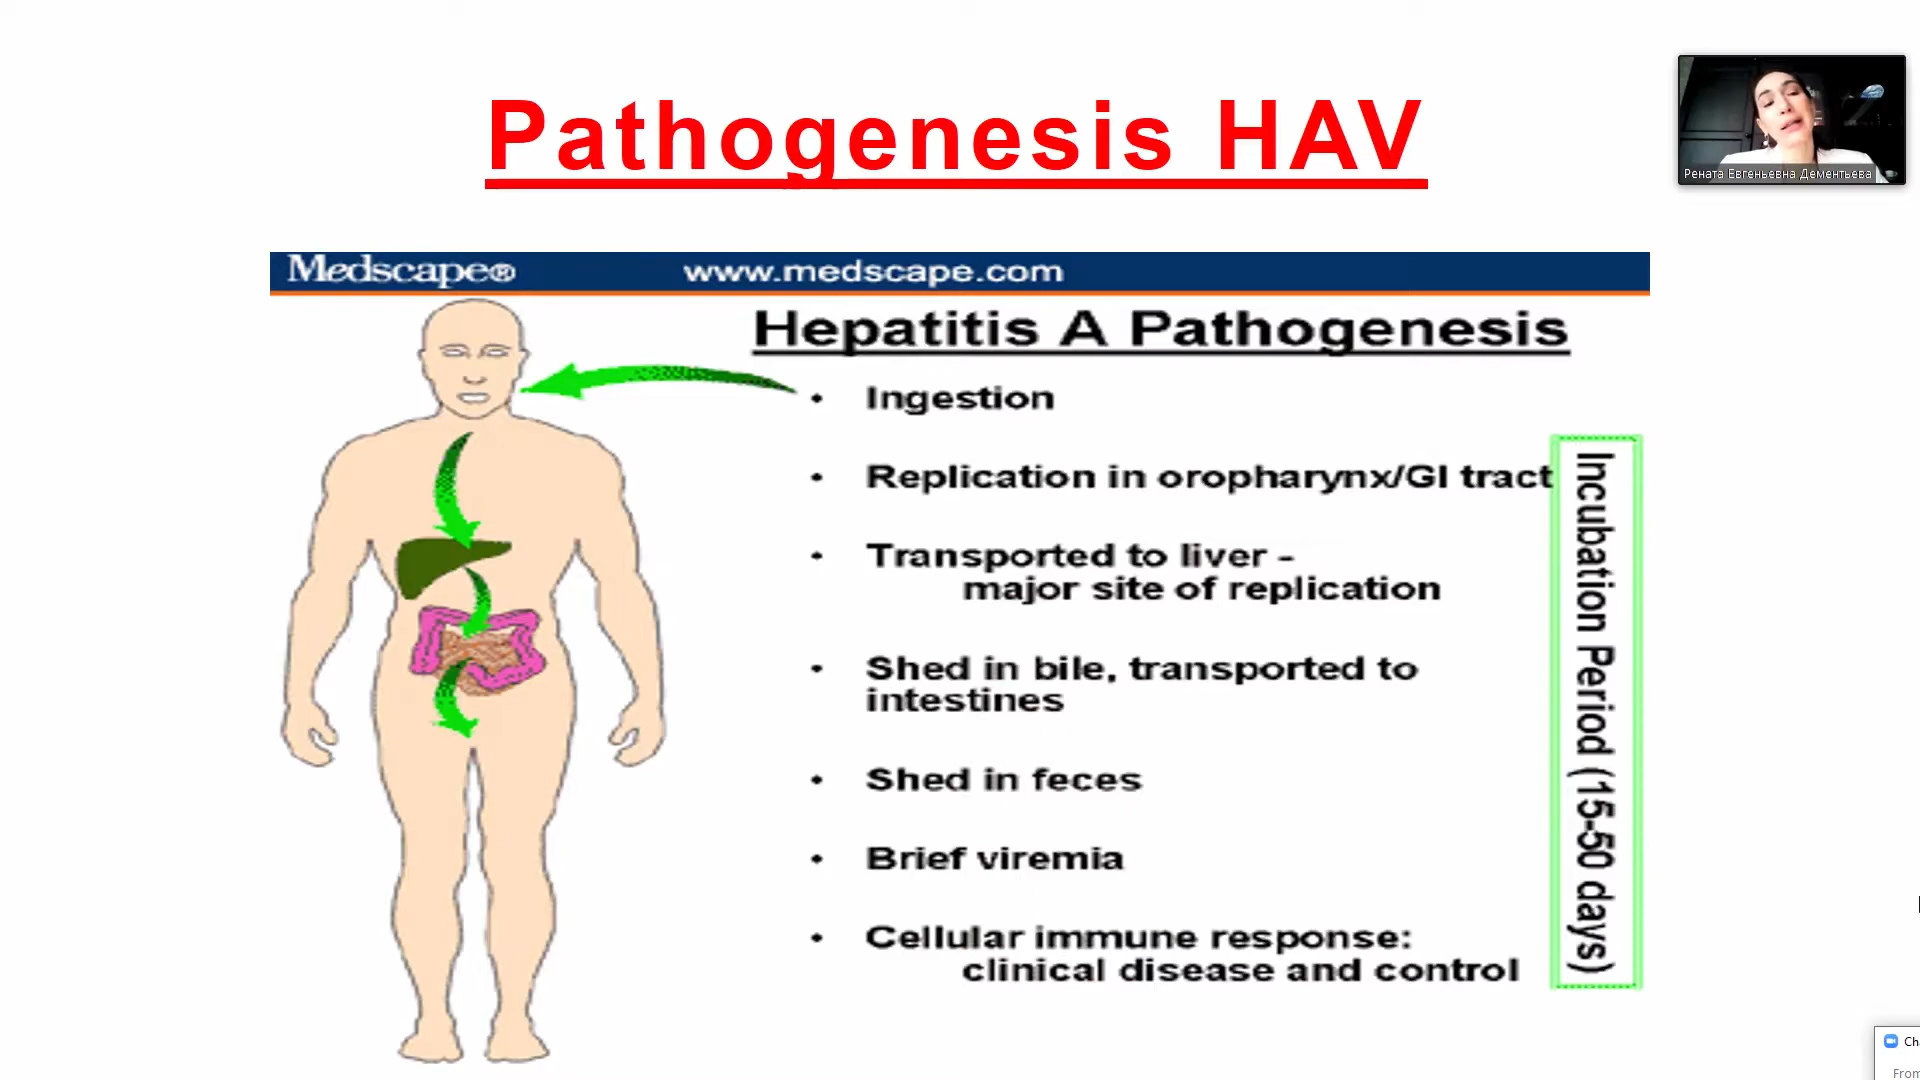 Pathogenesis HAV
Рената Евгеньевна Дементьева
Medscape® www.medscape.com
Hepatitis A Pathogenesis
• Ingestion
• Replication in oropharynx/GI tract
• Transported to liver -
major site of replication
• Shed in bile, transported to
intestines
• Shed in feces
• Brief viremia
• Cellular immune response:
clinical disease and control
Incubation Period (15-50 days)
From